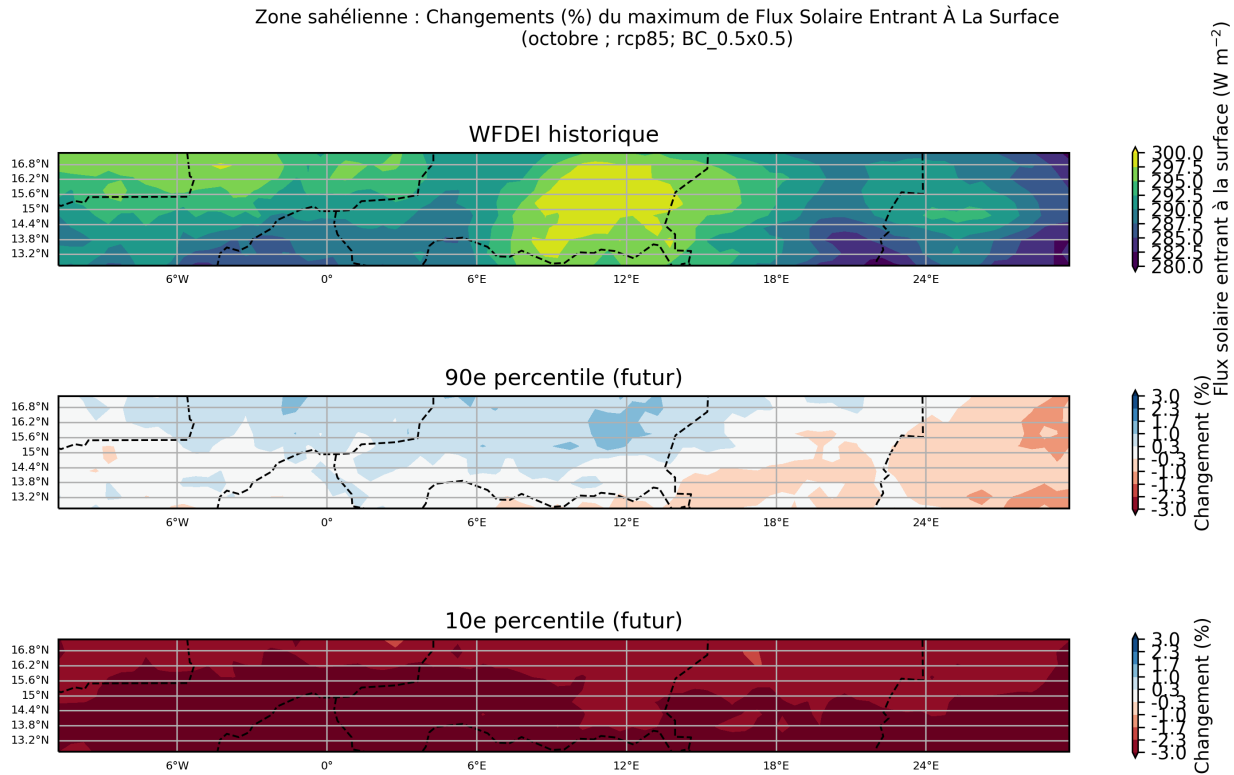 Zone sahélienne : Changements (%) du maximum de Flux Solaire Entrant À La Surface
(octobre ; rcp85; BC_0.5x0.5)
WFDEI historique
16.8°N
16.2°N
15.6°N
15°N
14.4°N
13.8°N
13.2°N
6°W
0°
6°E
12°E
18°E
24°E
300.0
297.5
295.0
292.5
290.0
287.5
285.0
282.5
280.0
Flux solaire entrant à la surface (W m⁻²)
90e percentile (futur)
16.8°N
16.2°N
15.6°N
15°N
14.4°N
13.8°N
13.2°N
6°W
0°
6°E
12°E
18°E
24°E
3.0
2.3
1.7
1.0
0.3
-0.3
-1.0
-1.7
-2.3
-3.0
Changement (%)
10e percentile (futur)
16.8°N
16.2°N
15.6°N
15°N
14.4°N
13.8°N
13.2°N
6°W
0°
6°E
12°E
18°E
24°E
3.0
2.3
1.7
1.0
0.3
-0.3
-1.0
-1.7
-2.3
-3.0
Changement (%)